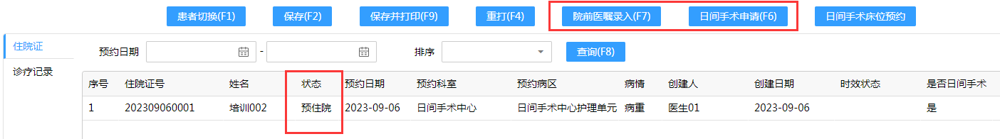 患者切换(F1) 保存(F2) 保存并打印(F9) 重打(F4) 院前医嘱录入(F7) 日间手术申请(F6) 日间手术床位预约
住院证
诊疗记录
预约日期 - 排序 查询(F8)
序号 住院证号 姓名 状态 预约日期 预约科室 预约病区 病情 创建人 创建日期 时效状态 是否日间手术
1 202309060001 培训002 预住院 2023-09-06 日间手术中心 日间手术中心护理单元 病重 医生01 2023-09-06 是